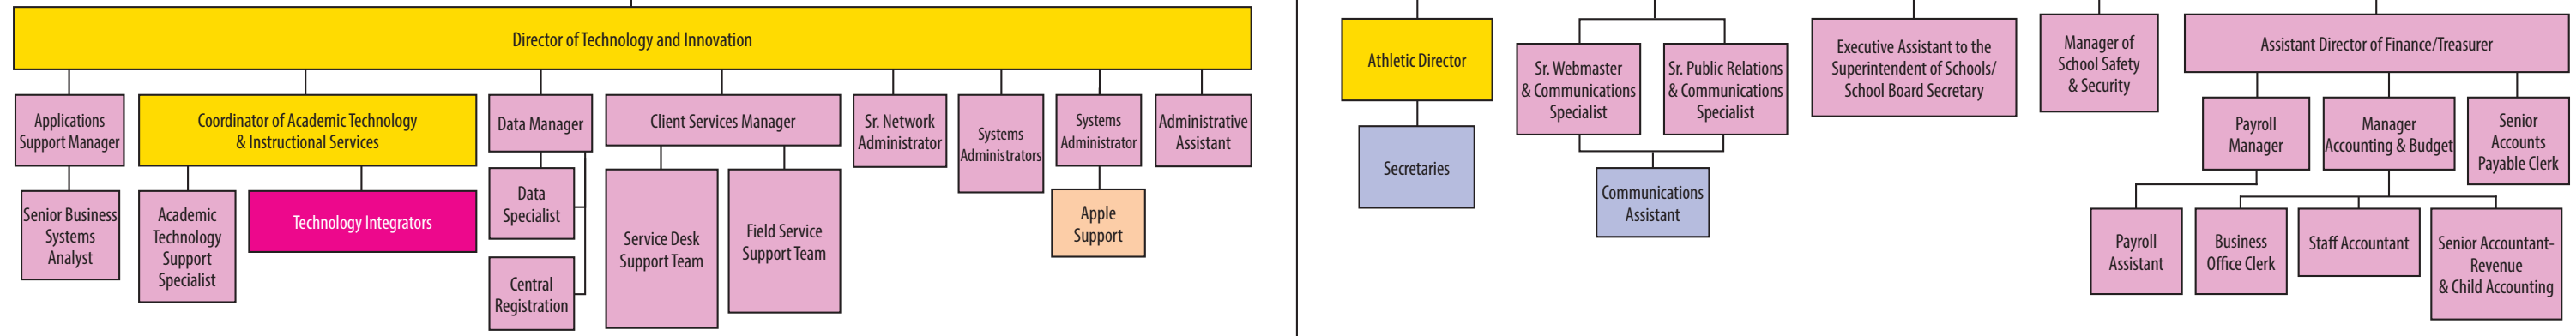 Director of Technology and Innovation
Applications
Support Manager
Senior Business
Systems
Analyst
Coordinator of Academic Technology
& Instructional Services
Academic
Technology
Support
Specialist
Technology Integrators
Data Manager
Data
Specialist
Central
Registration
Client Services Manager
Service Desk
Support Team
Field Service
Support Team
Sr. Network
Administrator
Systems
Administrators
Systems
Administrator
Apple
Support
Administrative
Assistant
Athletic Director
Secretaries
Sr. Webmaster
& Communications
Specialist
Sr. Public Relations
& Communications
Specialist
Communications
Assistant
Executive Assistant to the
Superintendent of Schools/
School Board Secretary
Manager of
School Safety
& Security
Assistant Director of Finance/Treasurer
Payroll
Manager
Payroll
Assistant
Manager
Accounting & Budget
Business
Office Clerk
Staff Accountant
Senior Accountant-
Revenue
& Child Accounting
Senior
Accounts
Payable Clerk